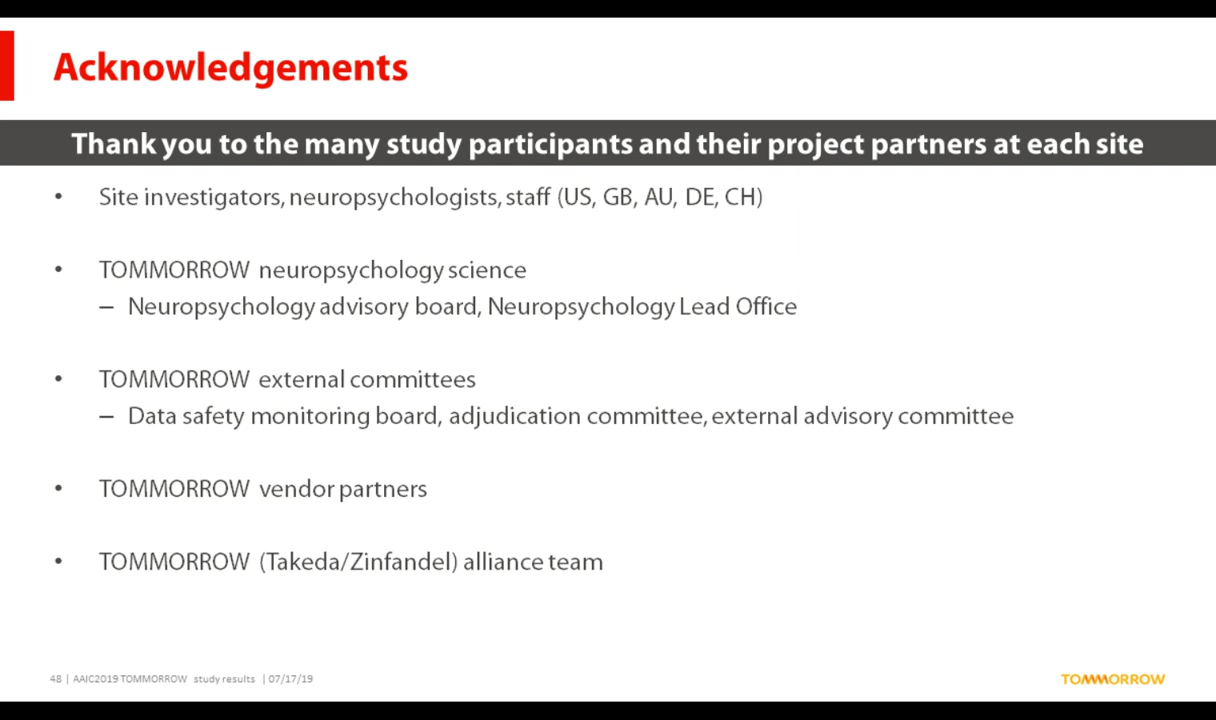 Acknowledgements
Thank you to the many study participants and their project partners at each site
• Site investigators, neuropsychologists, staff (US, GB, AU, DE, CH)
• TOMMORROW neuropsychology science
– Neuropsychology advisory board, Neuropsychology Lead Office
• TOMMORROW external committees
– Data safety monitoring board, adjudication committee, external advisory committee
• TOMMORROW vendor partners
• TOMMORROW (Takeda/Zinfandel) alliance team
48 | AAIC2019 TOMMORROW study results | 07/17/19
TOMMORROW